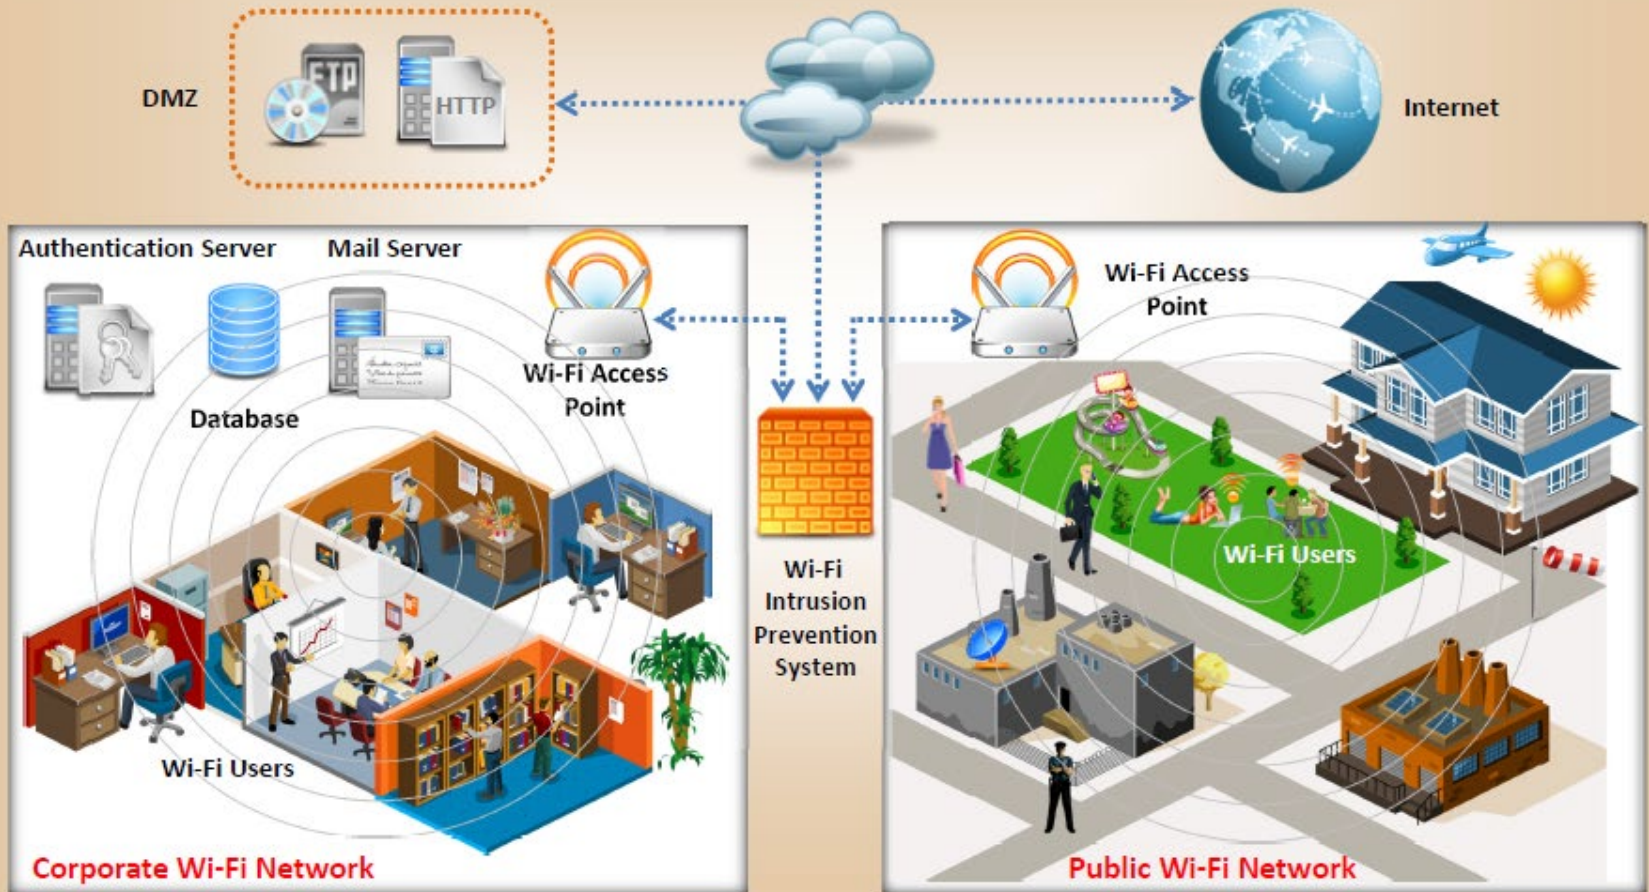 DMZ
FTP
HTTP
Internet
Authentication Server
Mail Server
Database
Wi-Fi Access
Point
Wi-Fi Users
Corporate Wi-Fi Network
Wi-Fi
Intrusion
Prevention
System
Wi-Fi Access
Point
Wi-Fi Users
Public Wi-Fi Network